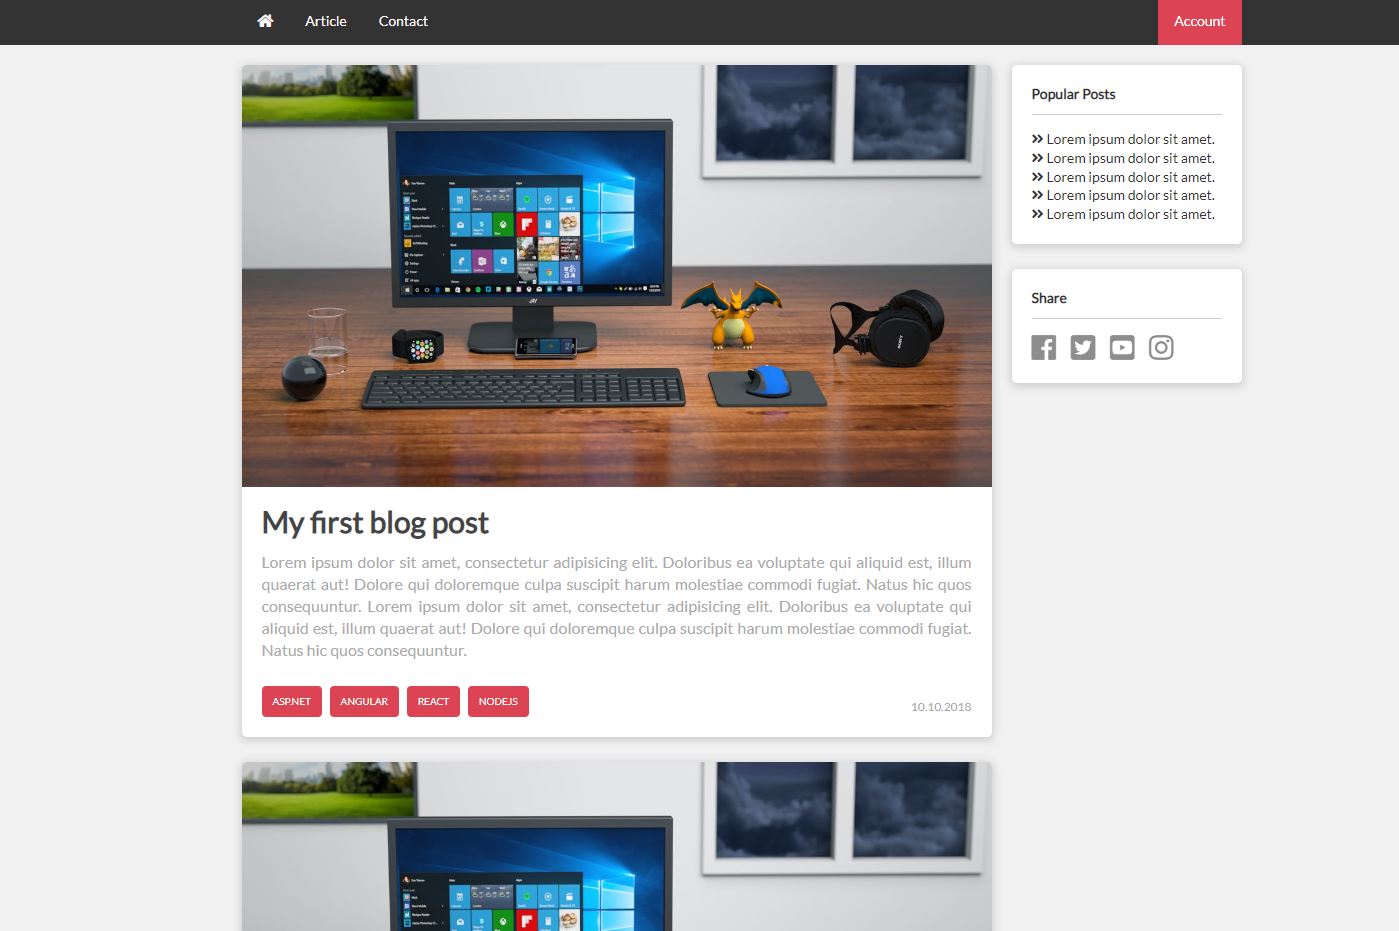 Article
Contact
Account
Popular Posts
Lorem ipsum dolor sit amet.
Lorem ipsum dolor sit amet.
Lorem ipsum dolor sit amet.
Lorem ipsum dolor sit amet.
Lorem ipsum dolor sit amet.
Share
SONY
My first blog post
Lorem ipsum dolor sit amet, consectetur adipisicing elit. Doloribus ea voluptate qui aliquid est, illum
quaerat aut! Dolore qui doloremque culpa suscipit harum molestiae commodi fugiat. Natus hic quos
consequuntur. Lorem ipsum dolor sit amet, consectetur adipisicing elit. Doloribus ea voluptate qui
aliquid est, illum quaerat aut! Dolore qui doloremque culpa suscipit harum molestiae commodi fugiat.
Natus hic quos consequuntur.
ASP.NET
ANGULAR
REACT
NODEJS
10.10.2018